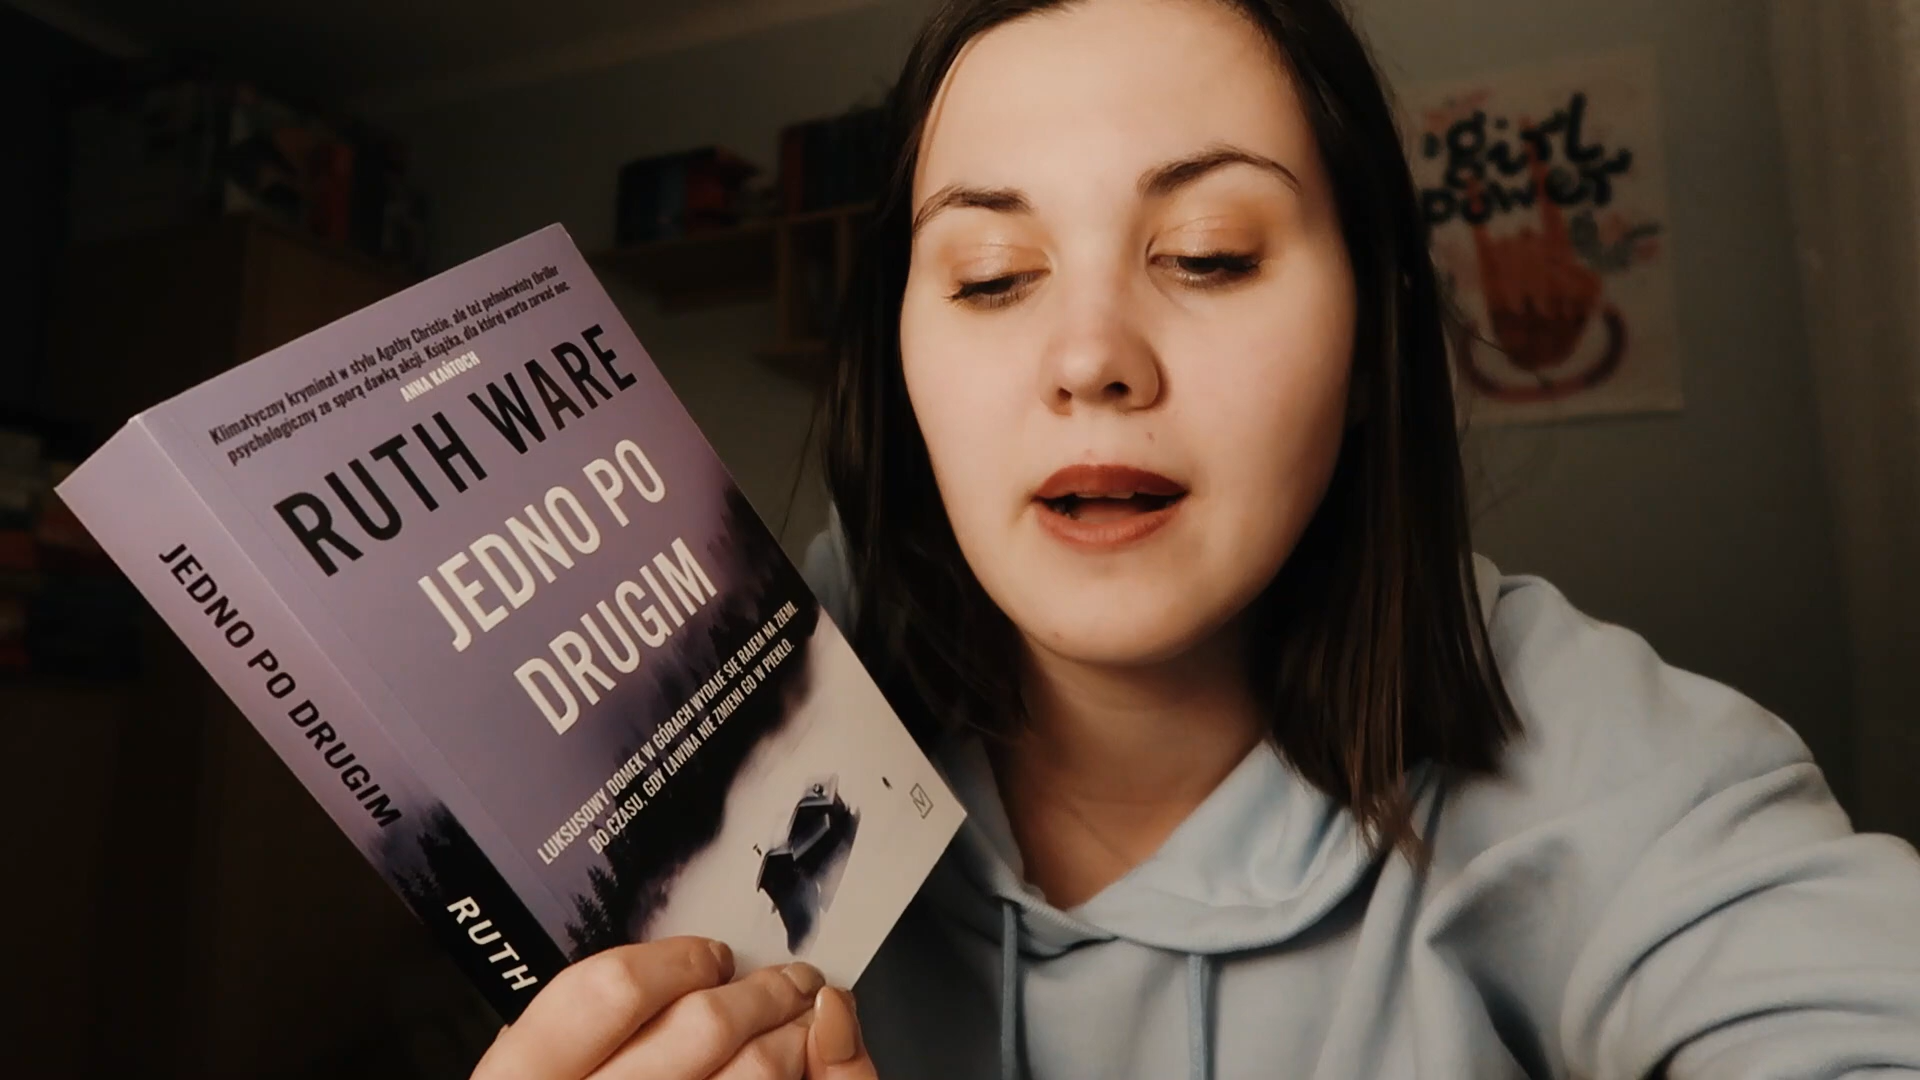 Klimatyczny kryminał w stylu Agathy Christie, ale też pełnokrwisty thriller
psychologiczny ze sporą dawką akcji. Książka, dla której warto zarwać noc.
ANNA KAŃTOCH
RUTH WARE
JEDNO PO
DRUGIM
LUKSUSOWY DOMEK W GÓRACH WYDAJE SIĘ RAJEM NA ZIEMI.
DO CZASU, GDY LAWINA NIE ZMIENI GO W PIEKŁO.
JEDNO PO DRUGIM
RUTH
girl
power